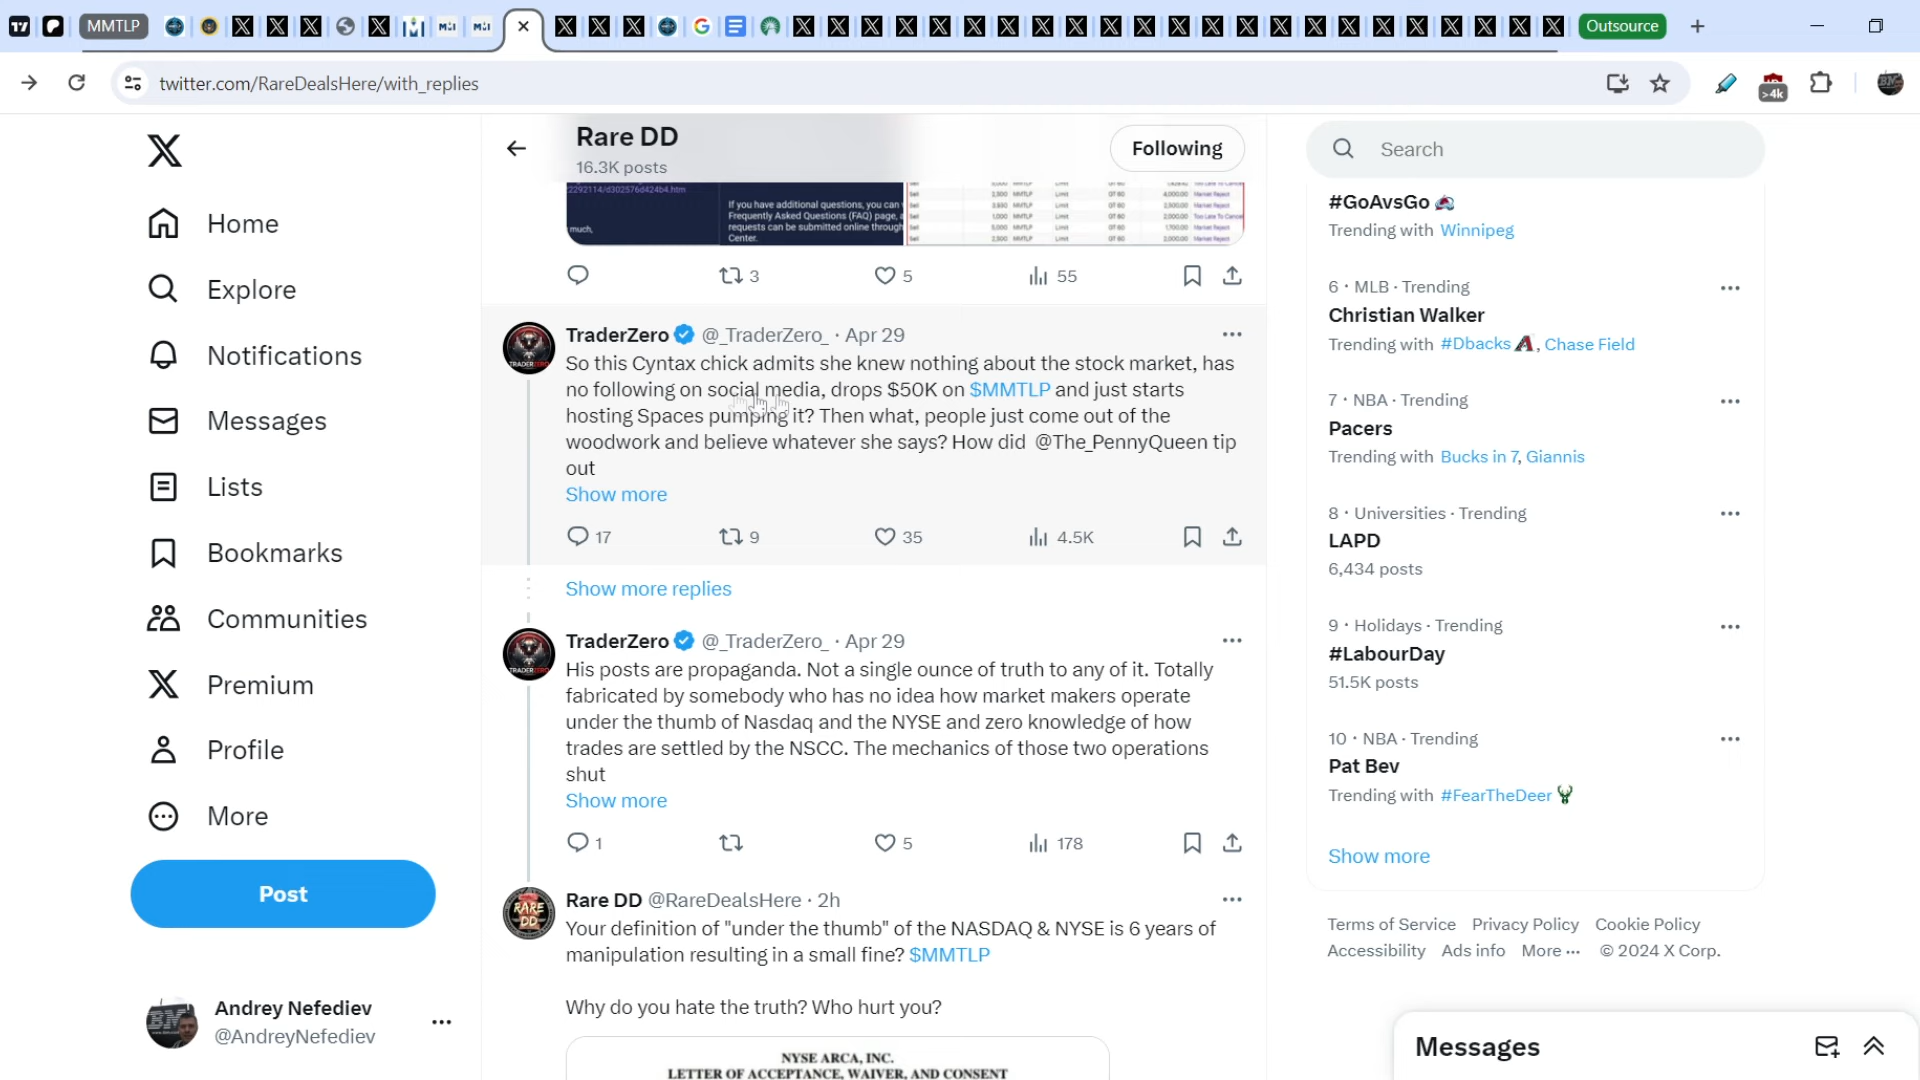 MMTLP
Outsource
twitter.com/RareDealsHere/with_replies
>4k
Home
Explore
Notifications
Messages
Lists
Bookmarks
Communities
Premium
Profile
More
Post
Andrey Nefediev
@AndreyNefediev
Rare DD
16.3K posts
Following
2292114/d302576d424b4.htm
much,
If you have additional questions, you can
Frequently Asked Questions (FAQ) page,
requests can be submitted online through
Center.
3 5 55
TraderZero @_TraderZero_ · Apr 29
So this Cyntax chick admits she knew nothing about the stock market, has
no following on social media, drops $50K on $MMTLP and just starts
hosting Spaces pumping it? Then what, people just come out of the
woodwork and believe whatever she says? How did @The_PennyQueen tip
out
Show more
17 9 35 4.5K
Show more replies
TraderZero @_TraderZero_ · Apr 29
His posts are propaganda. Not a single ounce of truth to any of it. Totally
fabricated by somebody who has no idea how market makers operate
under the thumb of Nasdaq and the NYSE and zero knowledge of how
trades are settled by the NSCC. The mechanics of those two operations
shut
Show more
1 5 178
Rare DD @RareDealsHere · 2h
Your definition of "under the thumb" of the NASDAQ & NYSE is 6 years of
manipulation resulting in a small fine? $MMTLP
Why do you hate the truth? Who hurt you?
NYSE ARCA, INC.
LETTER OF ACCEPTANCE, WAIVER, AND CONSENT
Search
#GoAvsGo
Trending with Winnipeg
6 · MLB · Trending
Christian Walker
Trending with #Dbacks, Chase Field
7 · NBA · Trending
Pacers
Trending with Bucks in 7, Giannis
8 · Universities · Trending
LAPD
6,434 posts
9 · Holidays · Trending
#LabourDay
51.5K posts
10 · NBA · Trending
Pat Bev
Trending with #FearTheDeer
Show more
Terms of Service Privacy Policy Cookie Policy
Accessibility Ads info More ··· © 2024 X Corp.
Messages